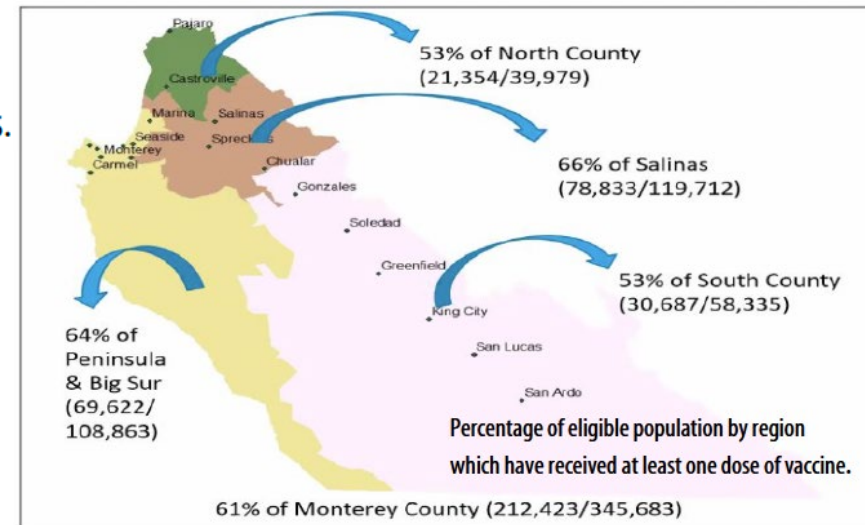 Pajaro
53% of North County
(21,354/39,979)
Castroville
s.
Marina
Salinas
Seaside
Spreckels
Monterey
Carmel
Chualar
66% of Salinas
(78,833/119,712)
Gonzales
Soledad
Greenfield
53% of South County
(30,687/58,335)
King City
64% of
Peninsula
& Big Sur
(69,622/
108,863)
San Lucas
San Ardo
Percentage of eligible population by region
which have received at least one dose of vaccine.
61% of Monterey County (212,423/345,683)